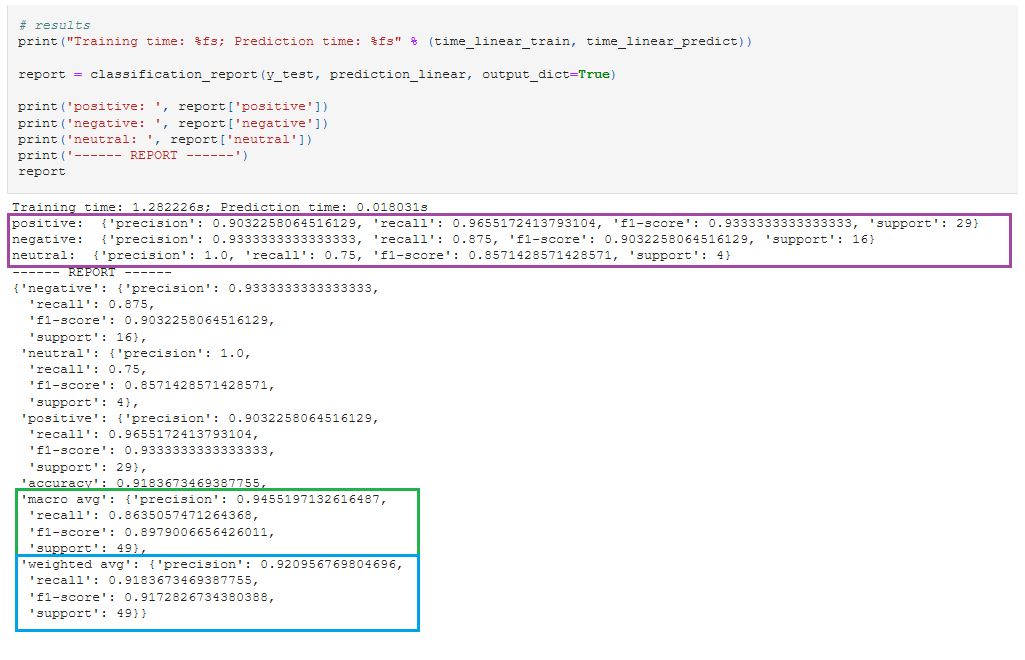 # results
print("Training time: %fs; Prediction time: %fs" % (time_linear_train, time_linear_predict))
report = classification_report(y_test, prediction_linear, output_dict=True)
print('positive: ', report['positive'])
print('negative: ', report['negative'])
print('neutral: ', report['neutral'])
print('------ REPORT ------')
report
Training time: 1.282226s; Prediction time: 0.018031s
positive:  {'precision': 0.9032258064516129, 'recall': 0.9655172413793104, 'f1-score': 0.9333333333333333, 'support': 29}
negative:  {'precision': 0.9333333333333333, 'recall': 0.875, 'f1-score': 0.9032258064516129, 'support': 16}
neutral:  {'precision': 1.0, 'recall': 0.75, 'f1-score': 0.8571428571428571, 'support': 4}
------ REPORT ------
{'negative': {'precision': 0.9333333333333333,
'recall': 0.875,
'f1-score': 0.9032258064516129,
'support': 16},
'neutral': {'precision': 1.0,
'recall': 0.75,
'f1-score': 0.8571428571428571,
'support': 4},
'positive': {'precision': 0.9032258064516129,
'recall': 0.9655172413793104,
'f1-score': 0.9333333333333333,
'support': 29},
'accuracy': 0.9183673469387755,
'macro avg': {'precision': 0.9455197132616487,
'recall': 0.8635057471264368,
'f1-score': 0.8979006656426011,
'support': 49},
'weighted avg': {'precision': 0.920956769804696,
'recall': 0.9183673469387755,
'f1-score': 0.9172826734380388,
'support': 49}}